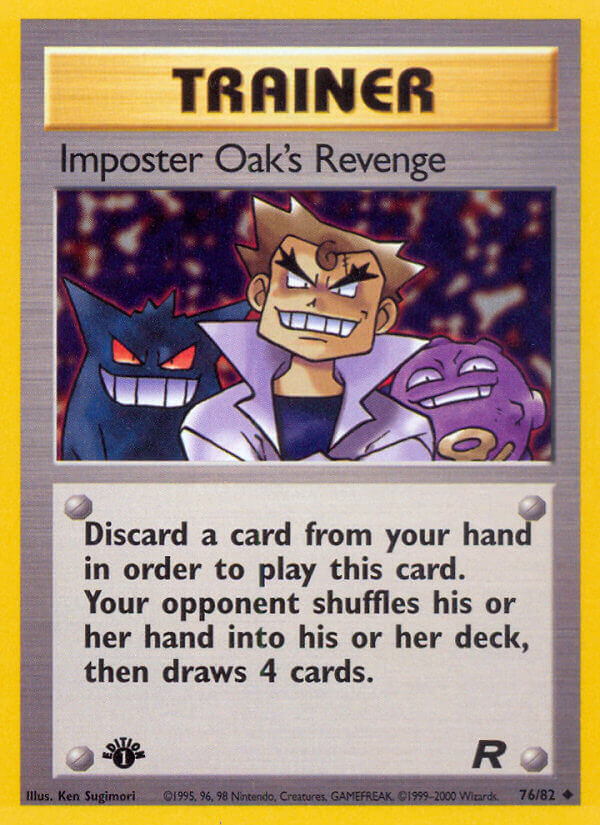 TRAINER
Imposter Oak's Revenge
Discard a card from your hand
in order to play this card.
Your opponent shuffles his or
her hand into his or her deck,
then draws 4 cards.
EDITION
1
R
Illus. Ken Sugimori ©1995, 96, 98 Nintendo, Creatures, GAMEFREAK. ©1999-2000 Wizards. 76/82 ◆